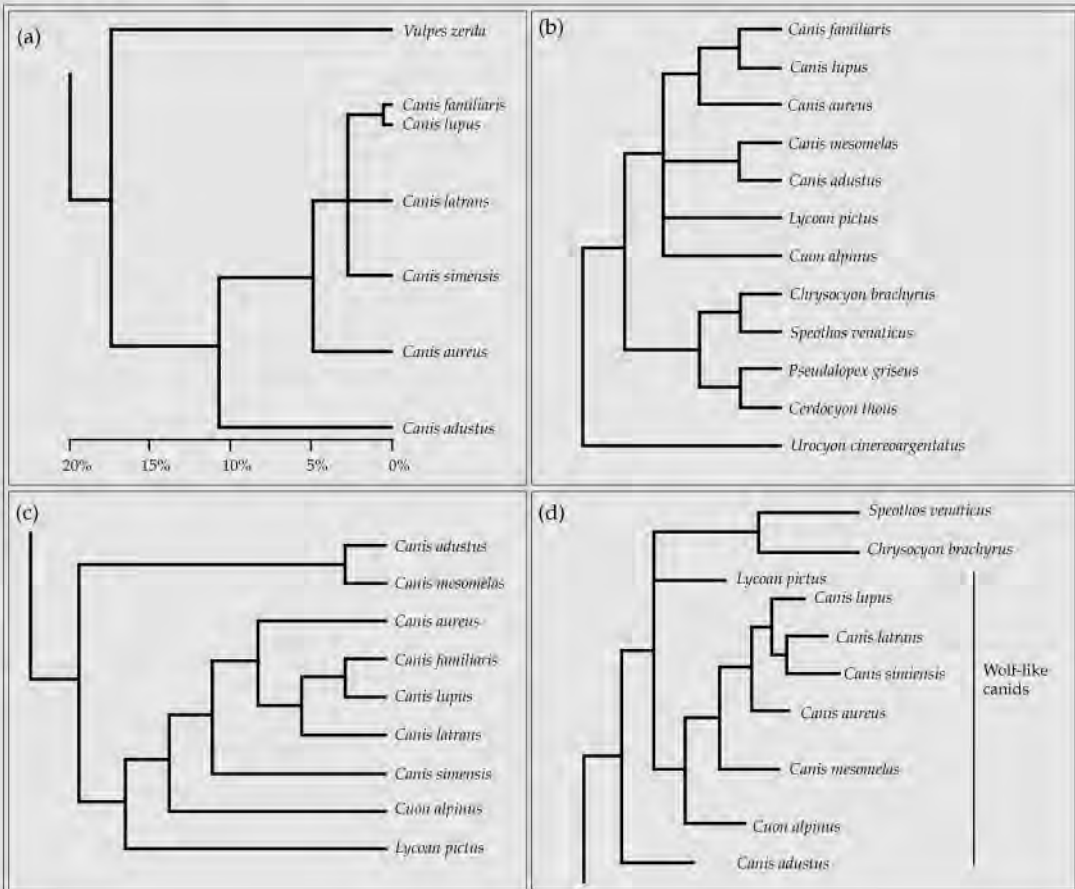 (a)
Vulpes zerda
Canis familiaris
Canis lupus
Canis latrans
Canis simensis
Canis aureus
Canis adustus
20% 15% 10% 5% 0%
(b)
Canis familiaris
Canis lupus
Canis aureus
Canis mesomelas
Canis adustus
Lycoan pictus
Cuon alpinus
Chrysocyon brachyrus
Speothos venaticus
Pseudalopex griseus
Cerdocyon thous
Urocyon cinereoargentatus
(c)
Canis adustus
Canis mesomelas
Canis aureus
Canis familiaris
Canis lupus
Canis latrans
Canis simensis
Cuon alpinus
Lycoan pictus
(d)
Speothos venaticus
Chrysocyon brachyrus
Lycoan pictus
Canis lupus
Canis latrans
Canis simiensis
Canis aureus
Canis mesomelas
Cuon alpinus
Canis adustus
Wolf-like
canids